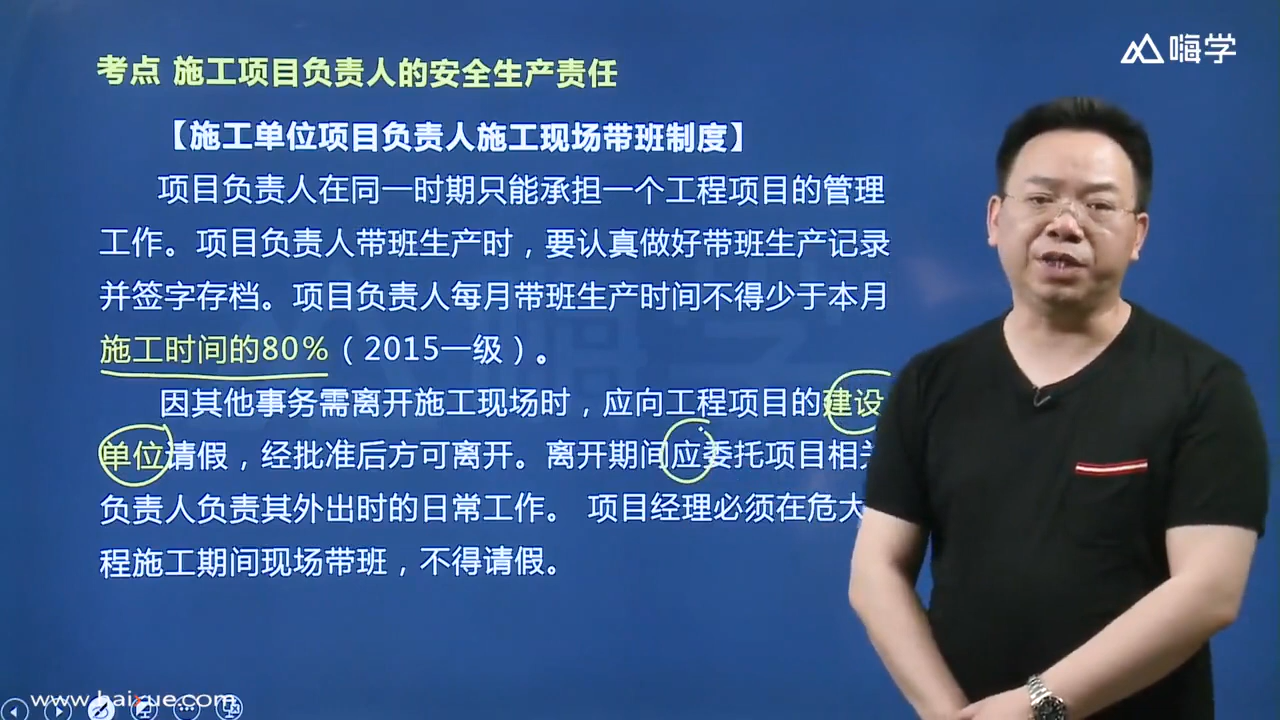 嗨学
考点 施工项目负责人的安全生产责任
【施工单位项目负责人施工现场带班制度】
项目负责人在同一时期只能承担一个工程项目的管理
工作。项目负责人带班生产时，要认真做好带班生产记录
并签字存档。项目负责人每月带班生产时间不得少于本月
施工时间的80%（2015一级）。
因其他事务需离开施工现场时，应向工程项目的建设
单位请假，经批准后方可离开。离开期间应委托项目相关
负责人负责其外出时的日常工作。 项目经理必须在危大
程施工期间现场带班，不得请假。
www.haixue.com